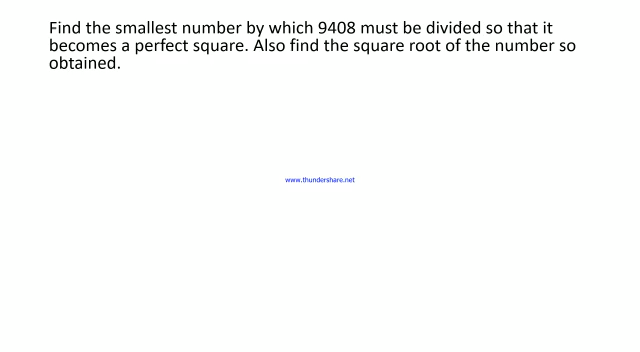 Find the smallest number by which 9408 must be divided so that it
becomes a perfect square. Also find the square root of the number so
obtained.
www.thundershare.net